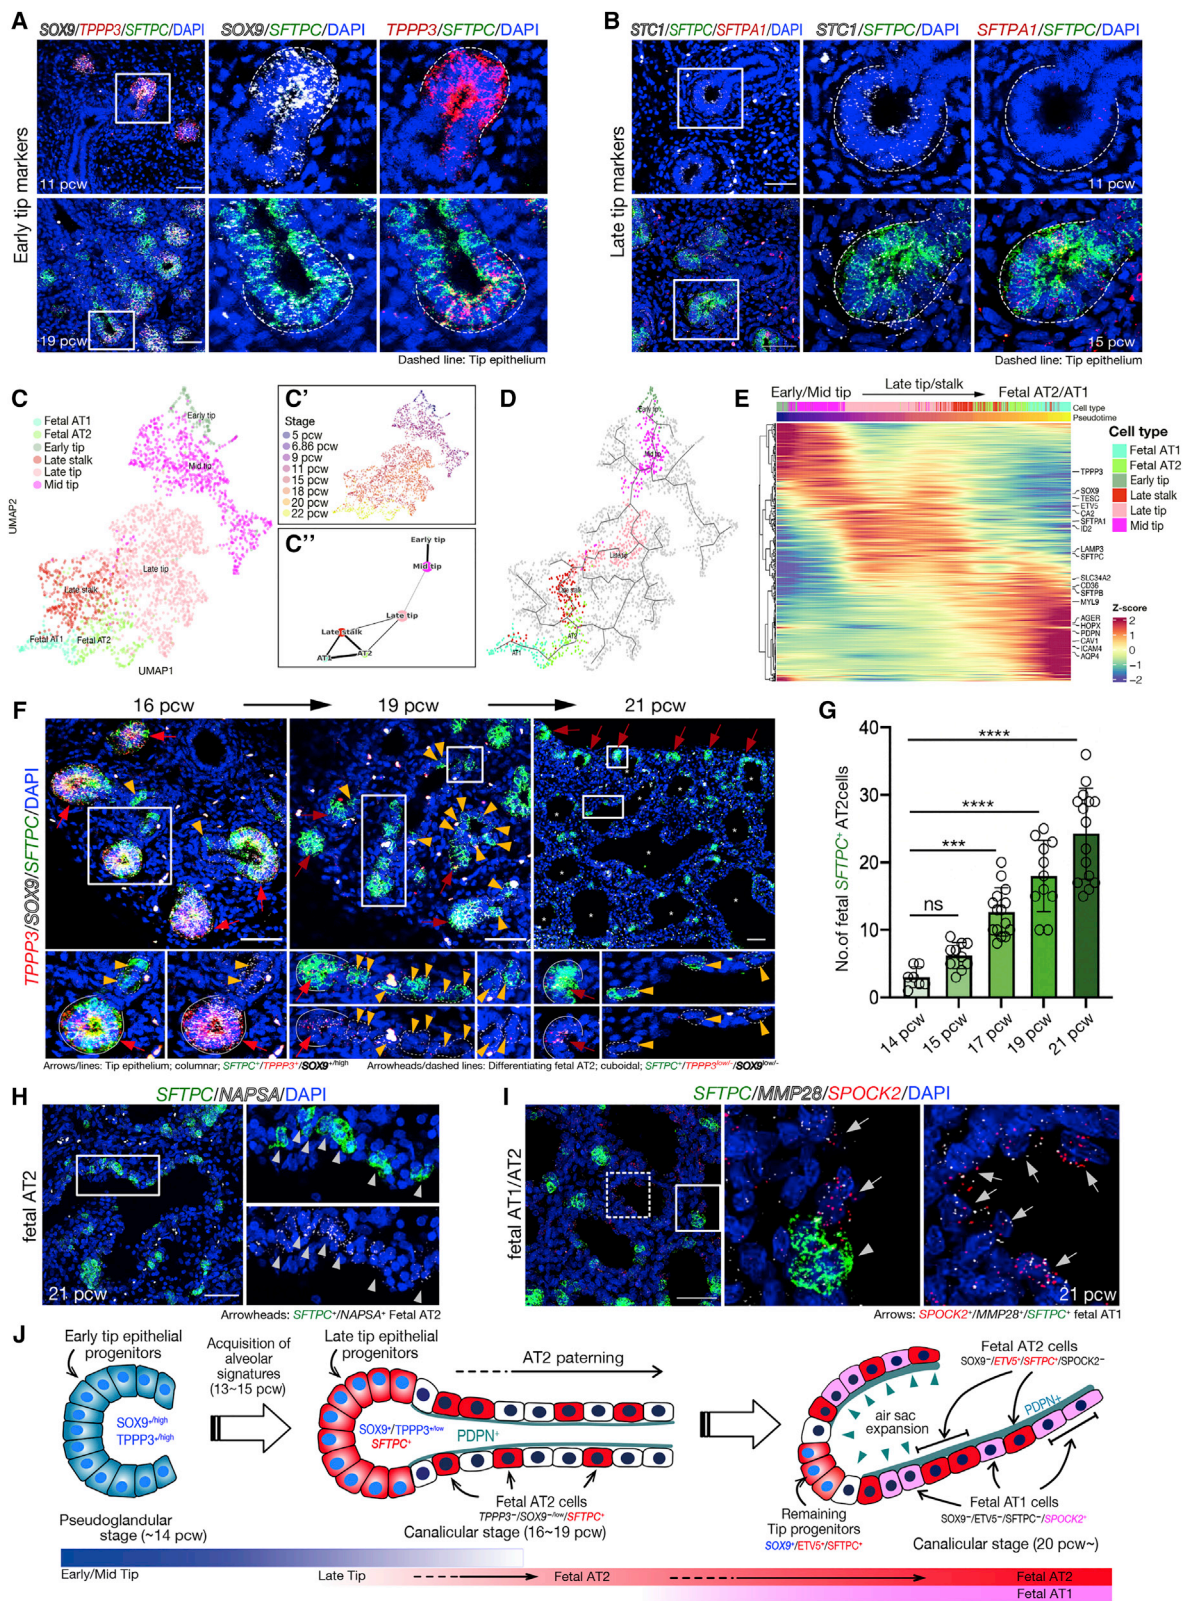 A
SOX9/TPPP3/SFTPC/DAPI
SOX9/SFTPC/DAPI
TPPP3/SFTPC/DAPI
Early tip markers
11 pcw
19 pcw
Dashed line: Tip epithelium
B
STC1/SFTPC/SFTPA1/DAPI
STC1/SFTPC/DAPI
SFTPA1/SFTPC/DAPI
Late tip markers
11 pcw
15 pcw
Dashed line: Tip epithelium
C
Fetal AT1
Fetal AT2
Early tip
Late stalk
Late tip
Mid tip
Early tip
Mid tip
Late tip
Late stalk
Fetal AT1
Fetal AT2
UMAP2
UMAP1
C'
Stage
5 pcw
6.86 pcw
9 pcw
11 pcw
15 pcw
18 pcw
20 pcw
22 pcw
C''
Early tip
Mid tip
Late tip
Late stalk
AT1
AT2
D
Early tip
Mid tip
Late tip
Late stalk
AT2
AT1
E
Early/Mid tip
Late tip/stalk
Fetal AT2/AT1
Cell type
Pseudotime
TPPP3
SOX9
TESC
ETV5
CA2
SFTPA1
ID2
LAMP3
SFTPC
SLC34A2
CD36
SFTPB
MYL9
AGER
HOPX
PDPN
CAV1
ICAM4
AQP4
Cell type
Fetal AT1
Fetal AT2
Early tip
Late stalk
Late tip
Mid tip
Z-score
2
1
0
−1
−2
F
16 pcw
19 pcw
21 pcw
TPPP3/SOX9/SFTPC/DAPI
Arrows/lines: Tip epithelium; columnar; SFTPC+/TPPP3+/SOX9+/high
Arrowheads/dashed lines: Differentiating fetal AT2; cuboidal; SFTPC+/TPPP3low/-/SOX9low/-
G
No.of fetal SFTPC+ AT2cells
40
30
20
10
0
ns
***
****
****
14 pcw
15 pcw
17 pcw
19 pcw
21 pcw
H
SFTPC/NAPSA/DAPI
fetal AT2
21 pcw
Arrowheads: SFTPC+/NAPSA+ Fetal AT2
I
SFTPC/MMP28/SPOCK2/DAPI
fetal AT1/AT2
21 pcw
Arrows: SPOCK2+/MMP28+/SFTPC+ fetal AT1
J
Early tip epithelial
progenitors
SOX9+/high
TPPP3+/high
Pseudoglandular
stage (~14 pcw)
Acquisition of
alveolar
signatures
(13~15 pcw)
Late tip epithelial
progenitors
AT2 paterning
SOX9+/TPPP3+/low
SFTPC+
PDPN+
Fetal AT2 cells
TPPP3−/SOX9−/low/SFTPC+
Canalicular stage (16~19 pcw)
Fetal AT2 cells
SOX9−/ETV5+/SFTPC+/SPOCK2−
PDPN+
air sac
expansion
Remaining
Tip progenitors
SOX9+/ETV5+/SFTPC+
Fetal AT1 cells
SOX9−/ETV5−/SFTPC−/SPOCK2+
Canalicular stage (20 pcw~)
Early/Mid Tip
Late Tip
Fetal AT2
Fetal AT2
Fetal AT1